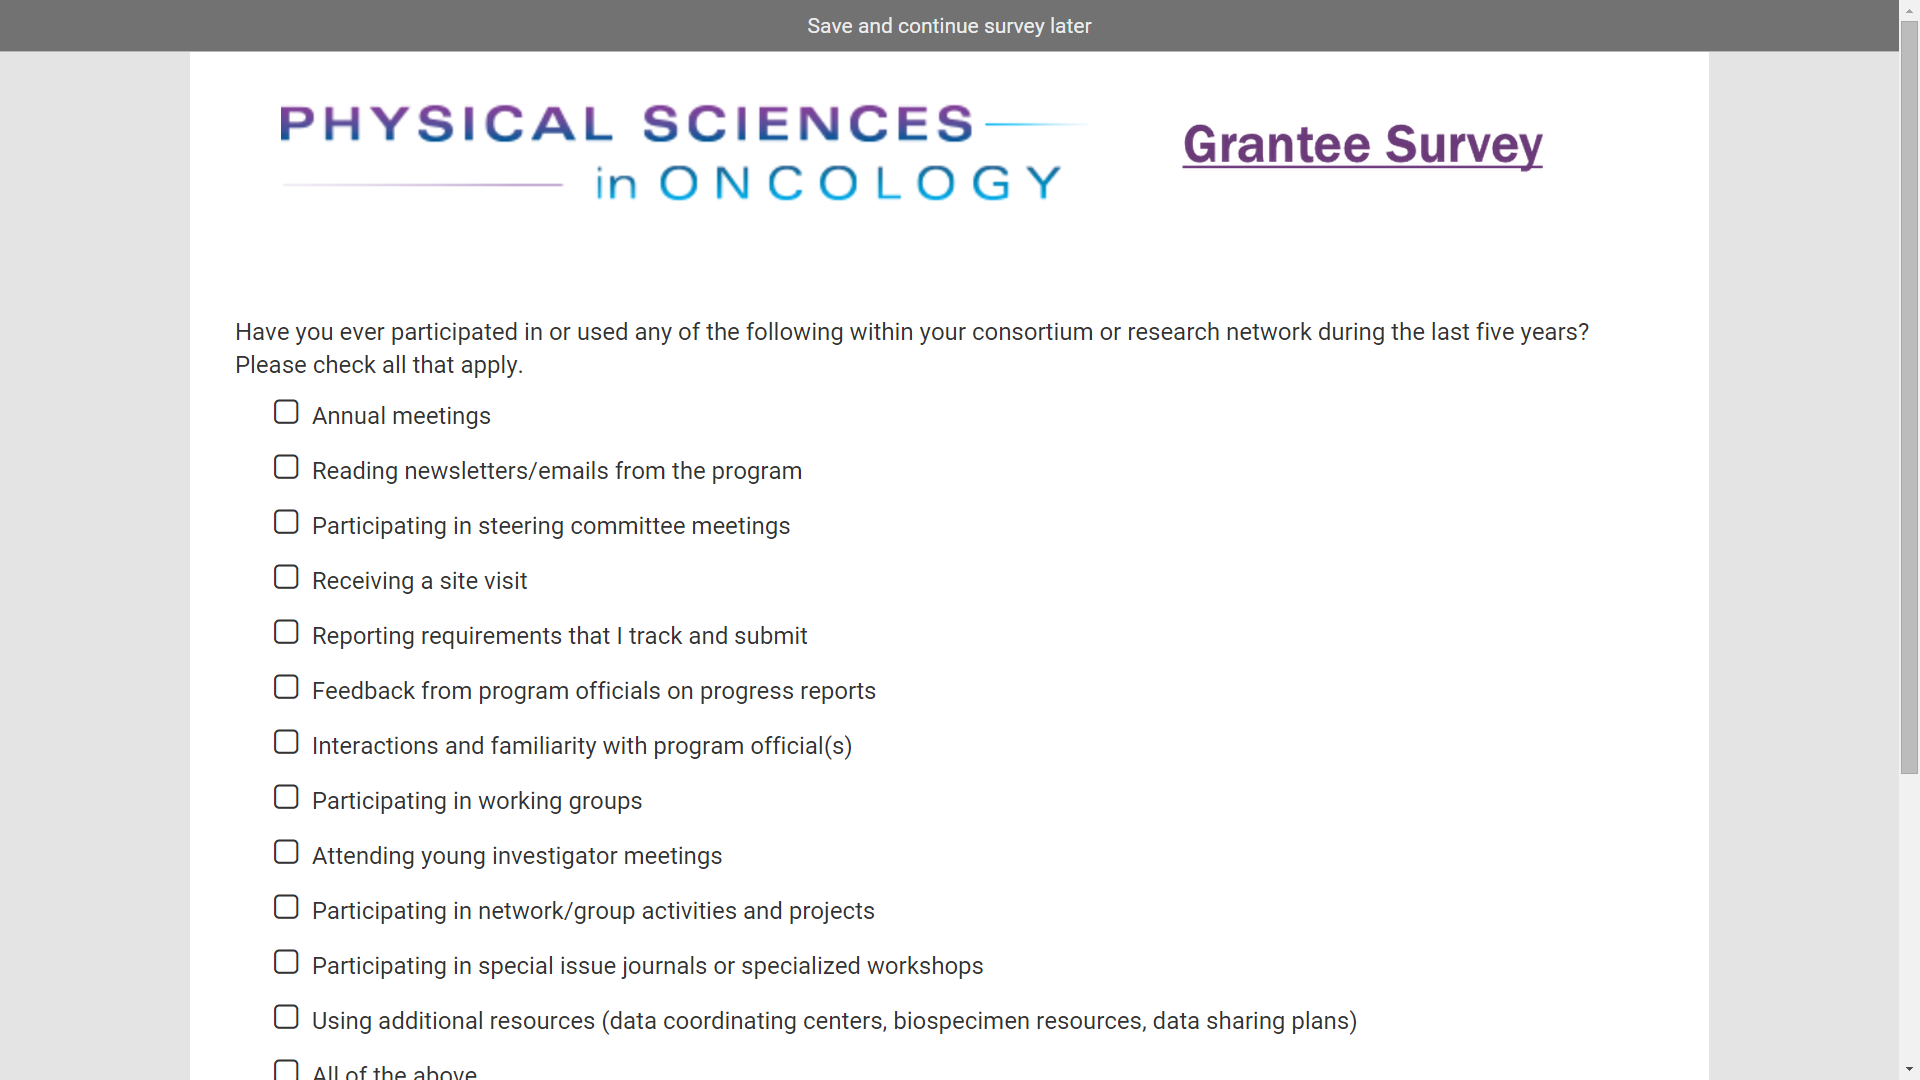 Save and continue survey later
PHYSICAL SCIENCES
in ONCOLOGY
Grantee Survey
Have you ever participated in or used any of the following within your consortium or research network during the last five years?
Please check all that apply.
Annual meetings
Reading newsletters/emails from the program
Participating in steering committee meetings
Receiving a site visit
Reporting requirements that I track and submit
Feedback from program officials on progress reports
Interactions and familiarity with program official(s)
Participating in working groups
Attending young investigator meetings
Participating in network/group activities and projects
Participating in special issue journals or specialized workshops
Using additional resources (data coordinating centers, biospecimen resources, data sharing plans)
All of the above